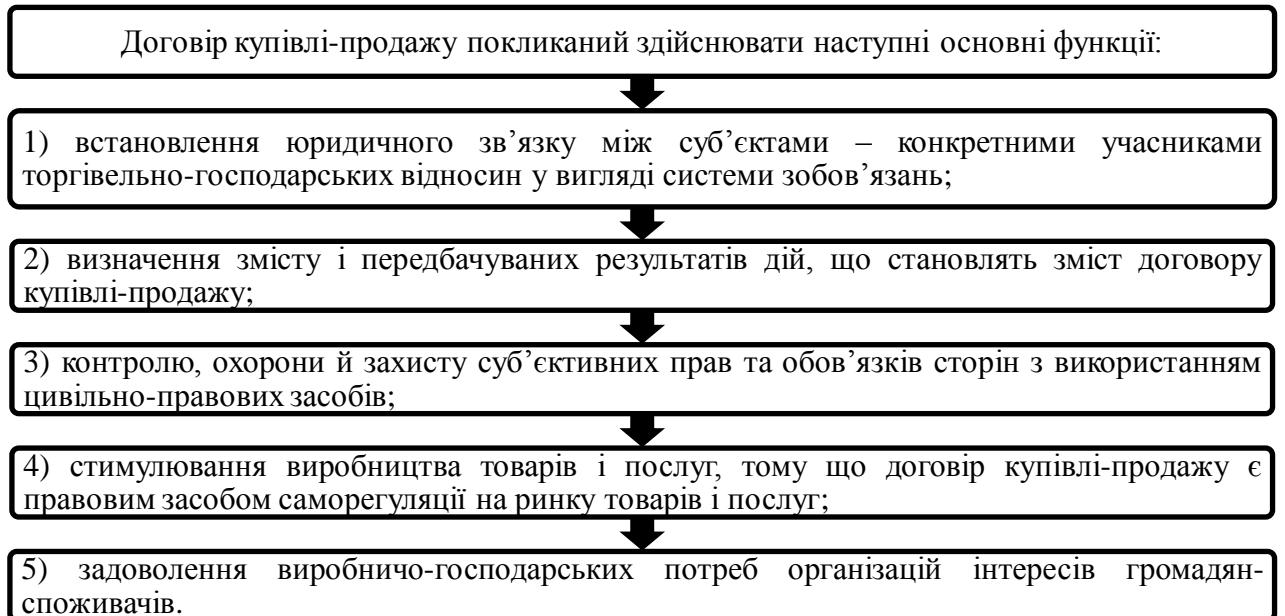 Договір купівлі-продажу покликаний здійснювати наступні основні функції:
1) встановлення юридичного зв’язку між суб’єктами – конкретними учасниками
торгівельно-господарських відносин у вигляді системи зобов’язань;
2) визначення змісту і передбачуваних результатів дій, що становлять зміст договору
купівлі-продажу;
3) контролю, охорони й захисту суб’єктивних прав та обов’язків сторін з використанням
цивільно-правових засобів;
4) стимулювання виробництва товарів і послуг, тому що договір купівлі-продажу є
правовим засобом саморегуляції на ринку товарів і послуг;
5) задоволення виробничо-господарських потреб організацій інтересів громадян-
споживачів.